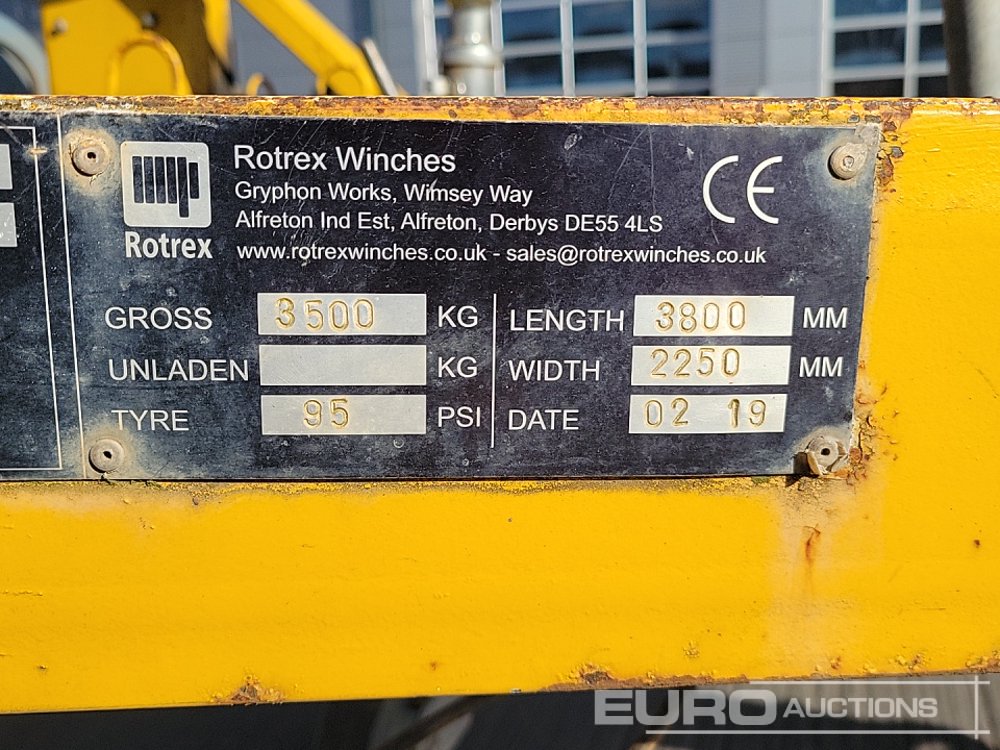 Rotrex
Rotrex Winches
Gryphon Works, Wimsey Way
Alfreton Ind Est, Alfreton, Derbys DE55 4LS
www.rotrexwinches.co.uk - sales@rotrexwinches.co.uk
CE
GROSS 3500 KG
UNLADEN KG
TYRE 95 PSI
LENGTH 3800 MM
WIDTH 2250 MM
DATE 02 19
EURO AUCTIONS